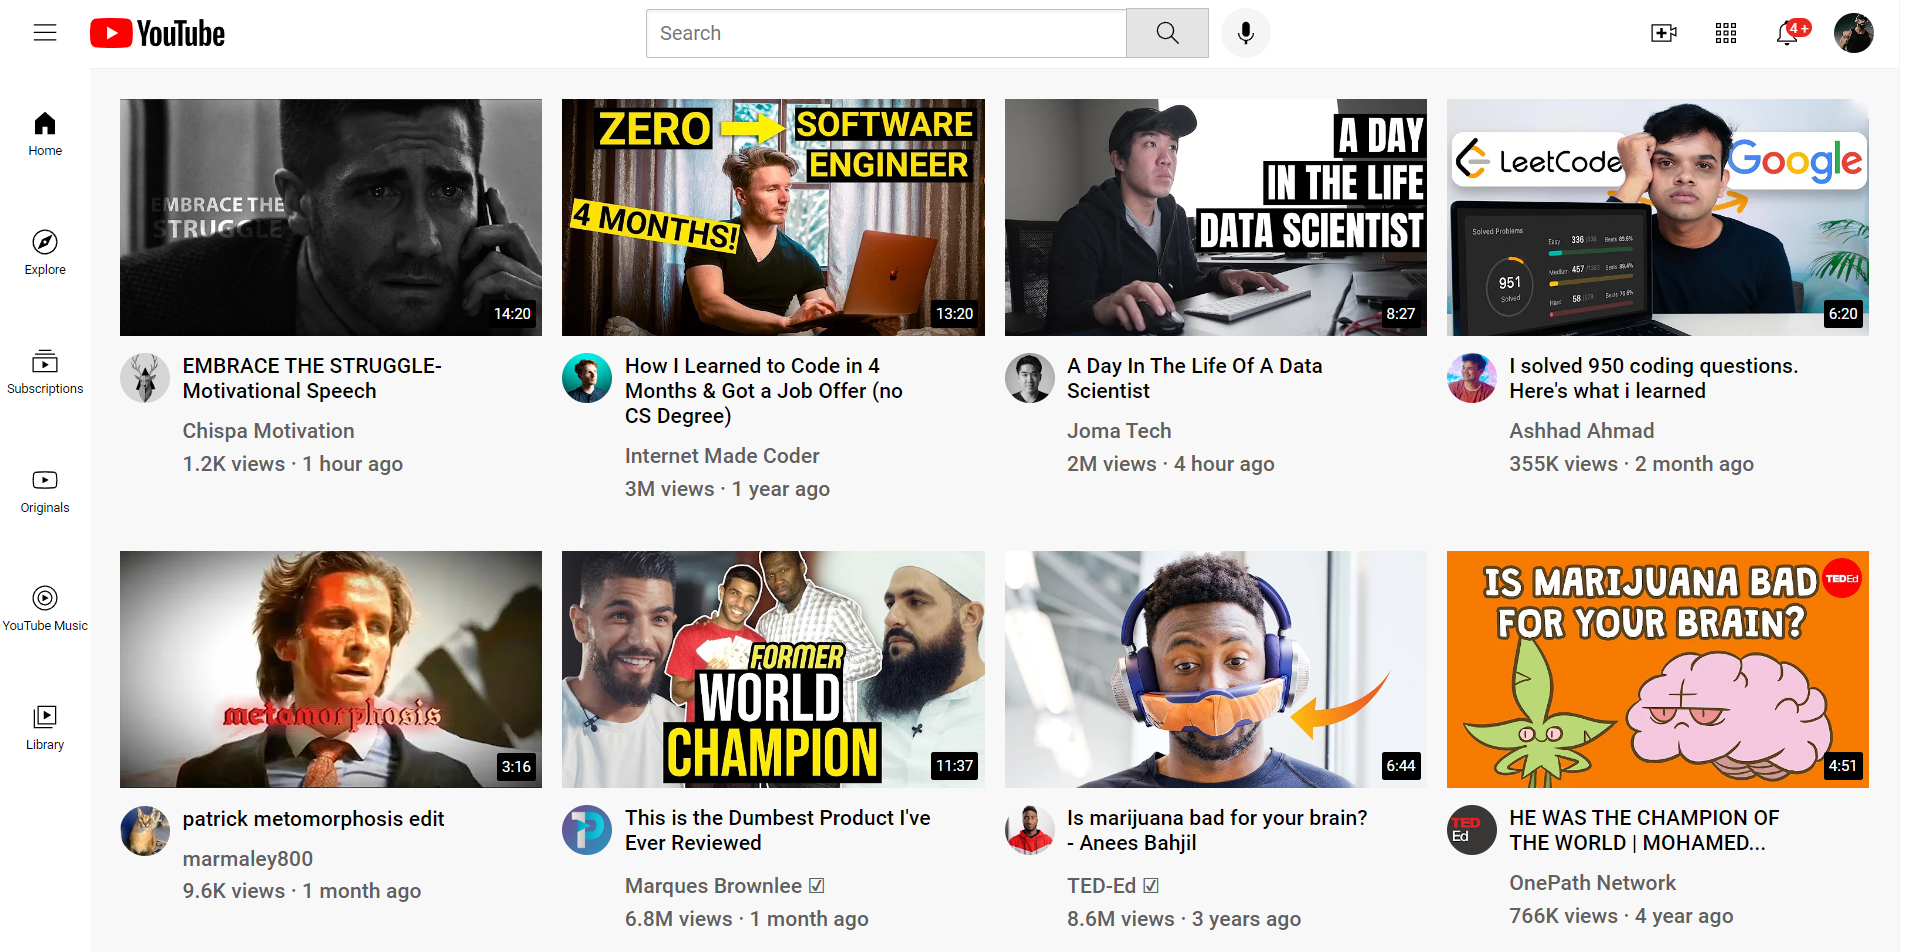 YouTube
Search
4+
Home
Explore
Subscriptions
Originals
YouTube Music
Library
EMBRACE THE
STRUGGLE
14:20
EMBRACE THE STRUGGLE-
Motivational Speech
Chispa Motivation
1.2K views · 1 hour ago
ZERO
SOFTWARE
ENGINEER
4 MONTHS!
13:20
How I Learned to Code in 4
Months & Got a Job Offer (no
CS Degree)
Internet Made Coder
3M views · 1 year ago
A DAY
IN THE LIFE
DATA SCIENTIST
8:27
A Day In The Life Of A Data
Scientist
Joma Tech
2M views · 4 hour ago
LeetCode
Google
Solved Problems
951
Solved
Easy 336
Medium 457
Hard 58
6:20
I solved 950 coding questions.
Here's what i learned
Ashhad Ahmad
355K views · 2 month ago
metamorphosis
3:16
patrick metomorphosis edit
marmaley800
9.6K views · 1 month ago
FORMER
WORLD
CHAMPION
11:37
This is the Dumbest Product I've
Ever Reviewed
Marques Brownlee ☑
6.8M views · 1 month ago
6:44
Is marijuana bad for your brain?
- Anees Bahjil
TED-Ed ☑
8.6M views · 3 years ago
IS MARIJUANA BAD
FOR YOUR BRAIN?
TEDEd
4:51
TED
Ed
HE WAS THE CHAMPION OF
THE WORLD | MOHAMED...
OnePath Network
766K views · 4 year ago